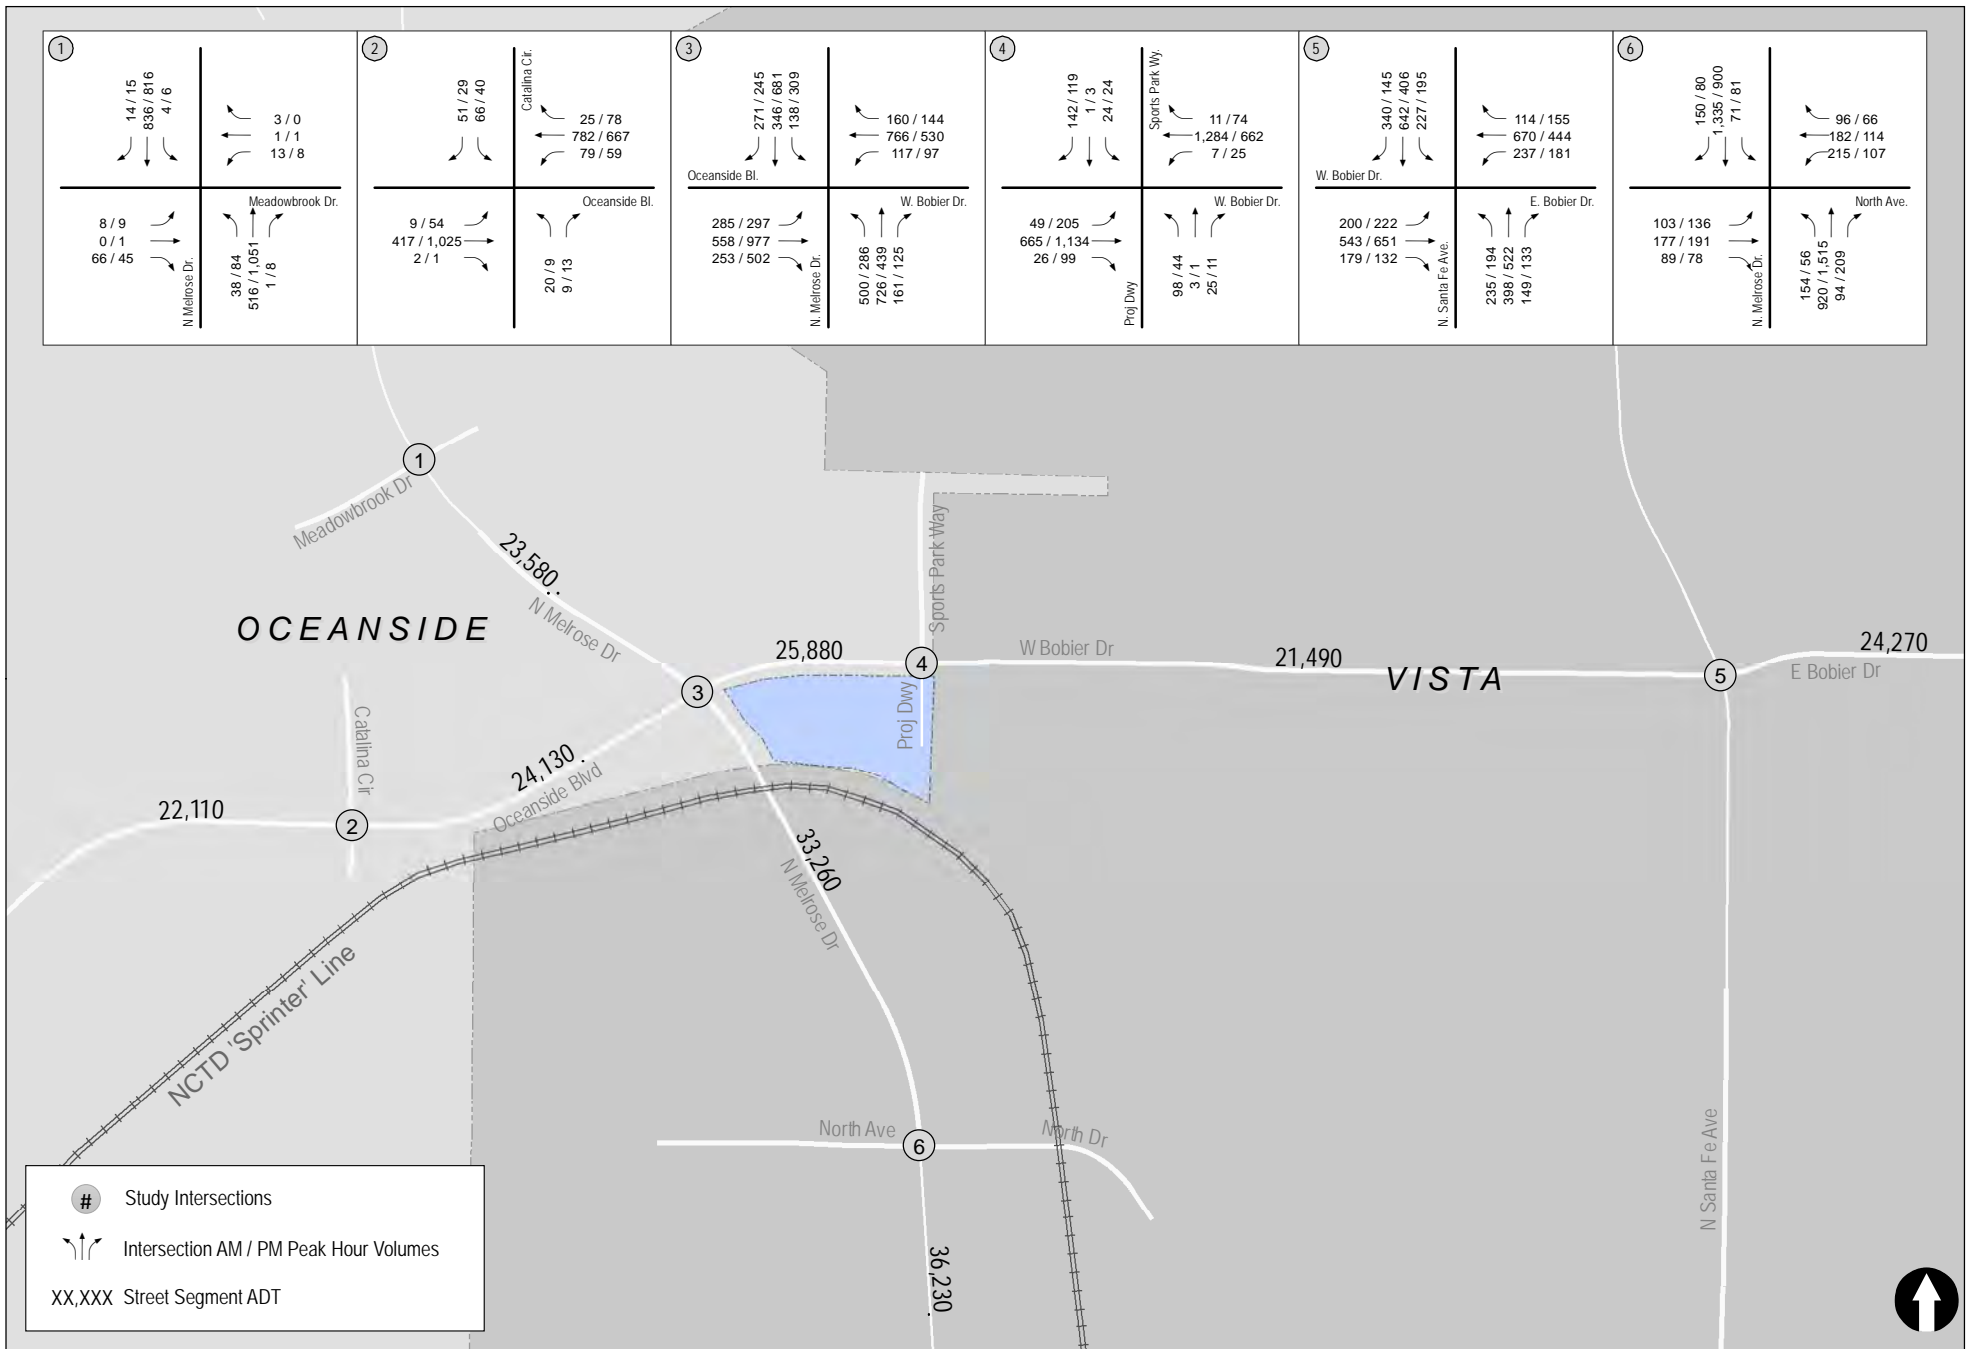 1
14 / 15
836 / 816
4 / 6
3 / 0
1 / 1
13 / 8
Meadowbrook Dr.
8 / 9
0 / 1
66 / 45
N Melrose Dr.
38 / 84
516 / 1,051
1 / 8
2
51 / 29
66 / 40
Catalina Cir.
25 / 78
782 / 667
79 / 59
Oceanside Bl.
9 / 54
417 / 1,025
2 / 1
20 / 9
9 / 13
3
271 / 245
346 / 681
138 / 309
160 / 144
766 / 530
117 / 97
Oceanside Bl.
W. Bobier Dr.
285 / 297
558 / 977
253 / 502
N. Melrose Dr.
500 / 286
726 / 439
161 / 125
4
142 / 119
1 / 3
24 / 24
Sports Park Wy.
11 / 74
1,284 / 662
7 / 25
W. Bobier Dr.
49 / 205
665 / 1,134
26 / 99
Proj Dwy
98 / 44
3 / 1
25 / 11
5
340 / 145
642 / 406
227 / 195
114 / 155
670 / 444
237 / 181
W. Bobier Dr.
E. Bobier Dr.
200 / 222
543 / 651
179 / 132
N. Santa Fe Ave.
235 / 194
398 / 522
149 / 133
6
150 / 80
1,335 / 900
71 / 81
96 / 66
182 / 114
215 / 107
North Ave.
103 / 136
177 / 191
89 / 78
N. Melrose Dr.
154 / 56
920 / 1,515
94 / 209
1
Meadowbrook Dr
23,580
N Melrose Dr
OCEANSIDE
Sports Park Way
25,880
4
W Bobier Dr
21,490
VISTA
24,270
E Bobier Dr
5
3
Proj Dwy
Catalina Cir
24,130
Oceanside Blvd
22,110
2
33,260
N Melrose Dr
NCTD 'Sprinter' Line
North Ave
6
North Dr
N Santa Fe Ave
36,230
# Study Intersections
Intersection AM / PM Peak Hour Volumes
XX,XXX Street Segment ADT